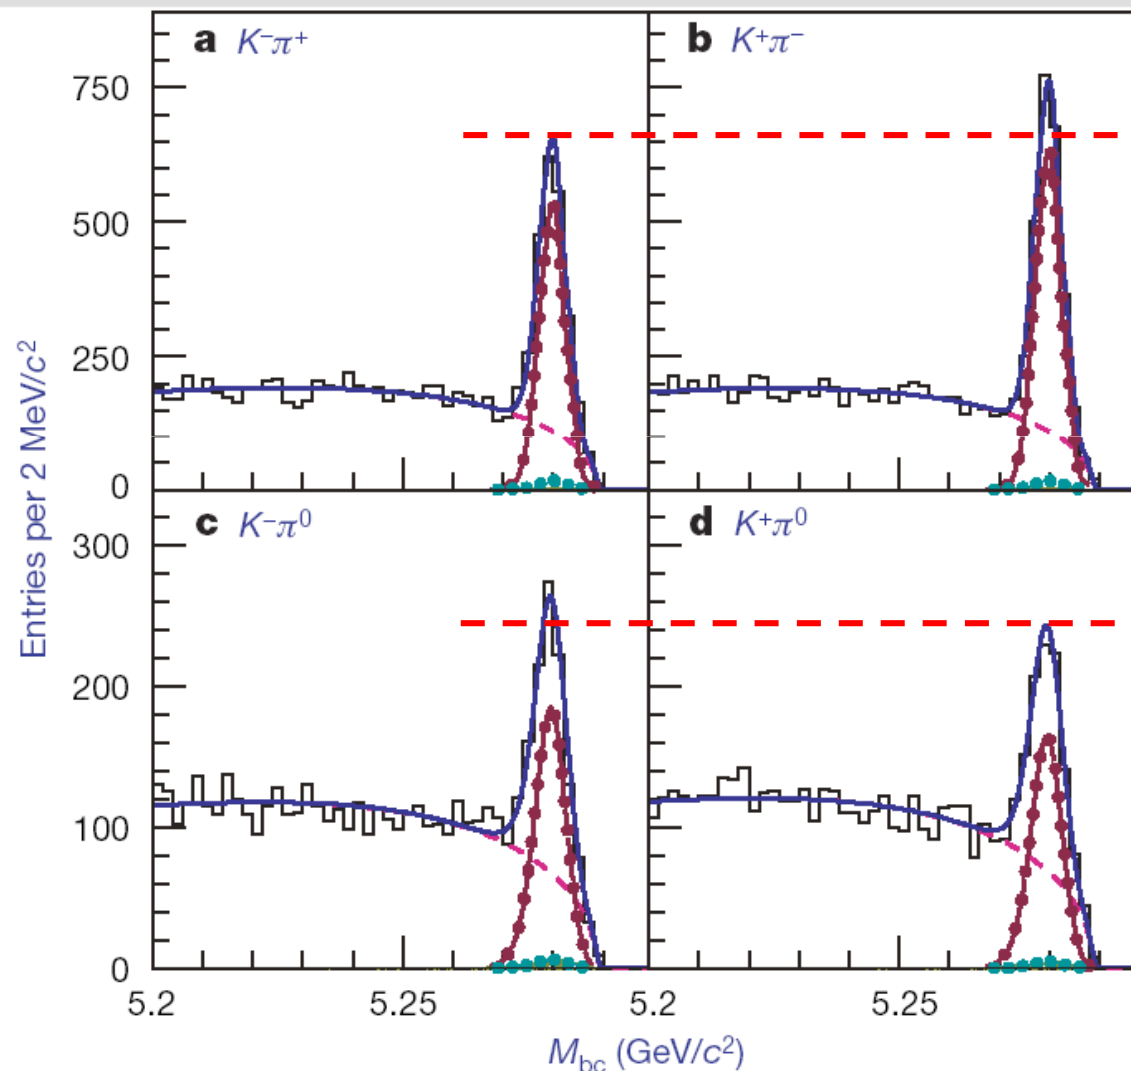 a K⁻π⁺
b K⁺π⁻
750
500
250
0
c K⁻π⁰
d K⁺π⁰
300
200
100
0
5.2
5.25
5.2
5.25
Entries per 2 MeV/c²
M_bc (GeV/c²)